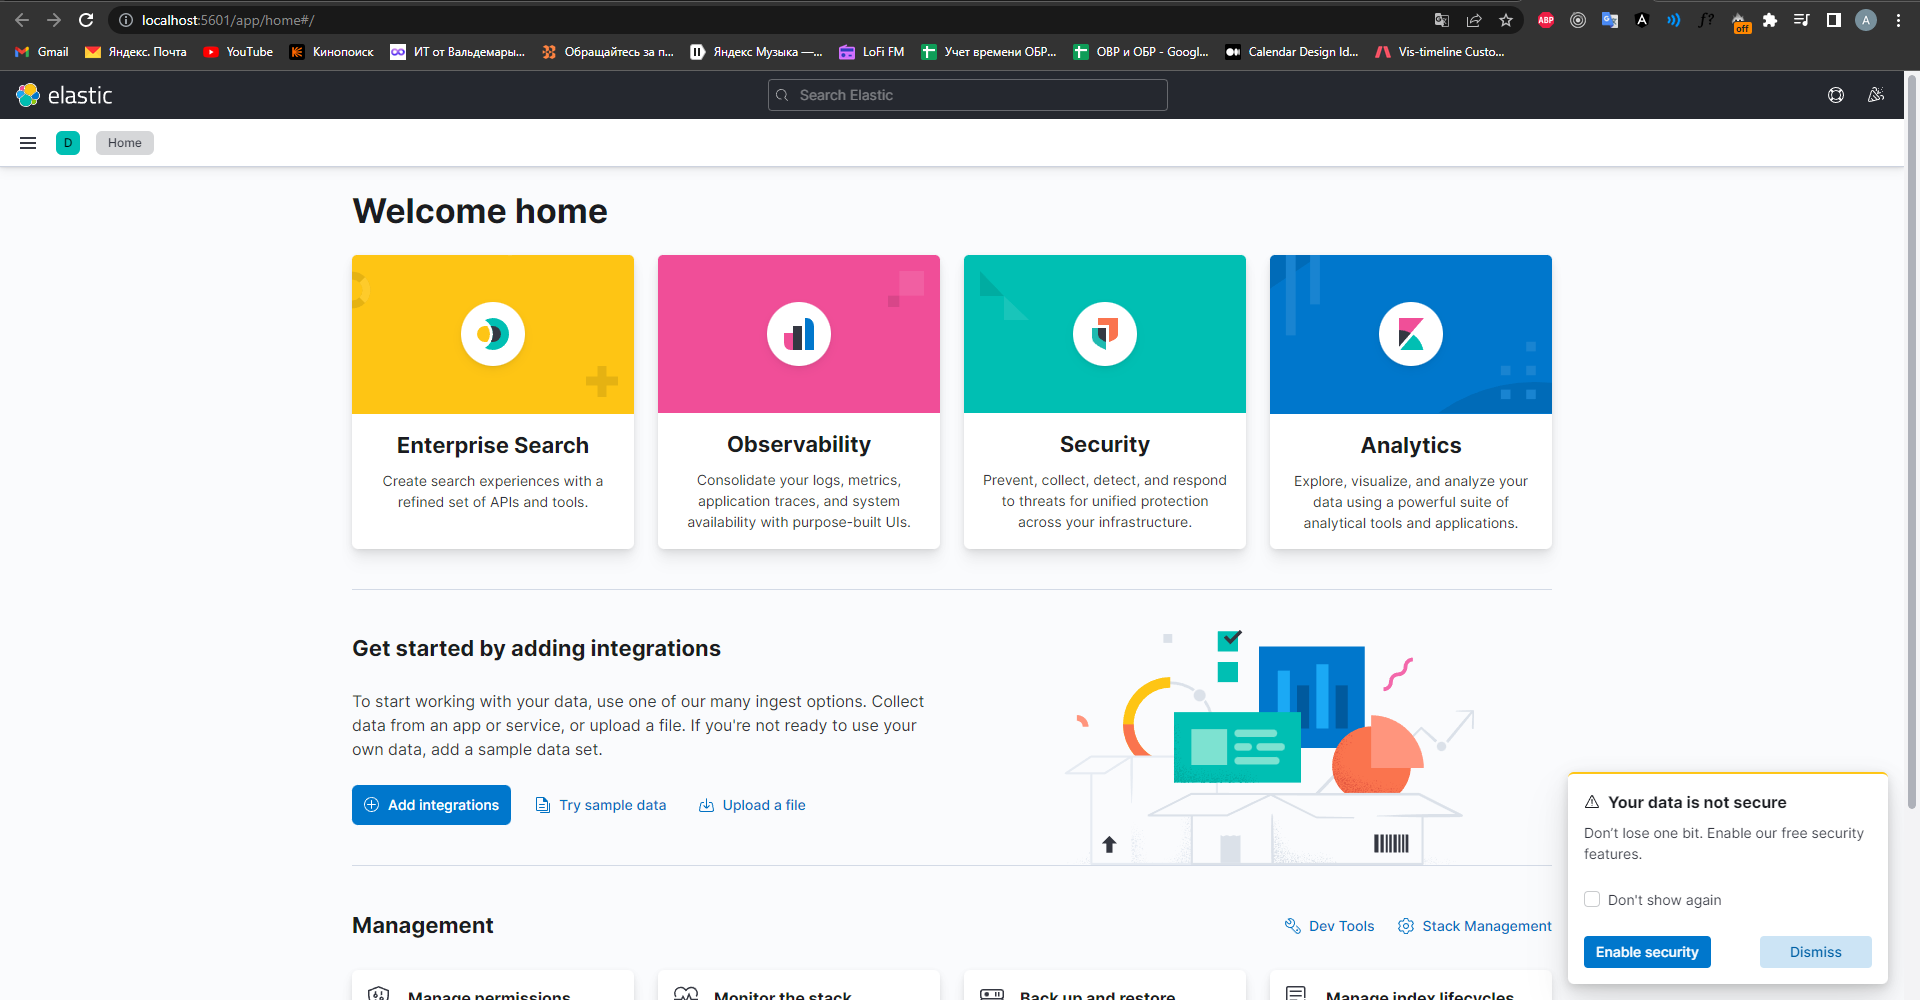 localhost:5601/app/home#/
ABP
A
off
A
Gmail
Яндекс. Почта
YouTube
Кинопоиск
ИТ от Вальдемары...
Обращайтесь за п...
Яндекс Музыка —...
LoFi FM
Учет времени ОБР...
ОВР и ОБР - Googl...
Calendar Design Id...
Vis-timeline Custo...
elastic
Search Elastic
D
Home
Welcome home
Enterprise Search
Create search experiences with a
refined set of APIs and tools.
Observability
Consolidate your logs, metrics,
application traces, and system
availability with purpose-built UIs.
Security
Prevent, collect, detect, and respond
to threats for unified protection
across your infrastructure.
Analytics
Explore, visualize, and analyze your
data using a powerful suite of
analytical tools and applications.
Get started by adding integrations
To start working with your data, use one of our many ingest options. Collect
data from an app or service, or upload a file. If you're not ready to use your
own data, add a sample data set.
Add integrations
Try sample data
Upload a file
Your data is not secure
Don't lose one bit. Enable our free security
features.
Don't show again
Enable security
Dismiss
Management
Dev Tools
Stack Management
Manage permissions
Monitor the stack
Back up and restore
Manage index lifecycles